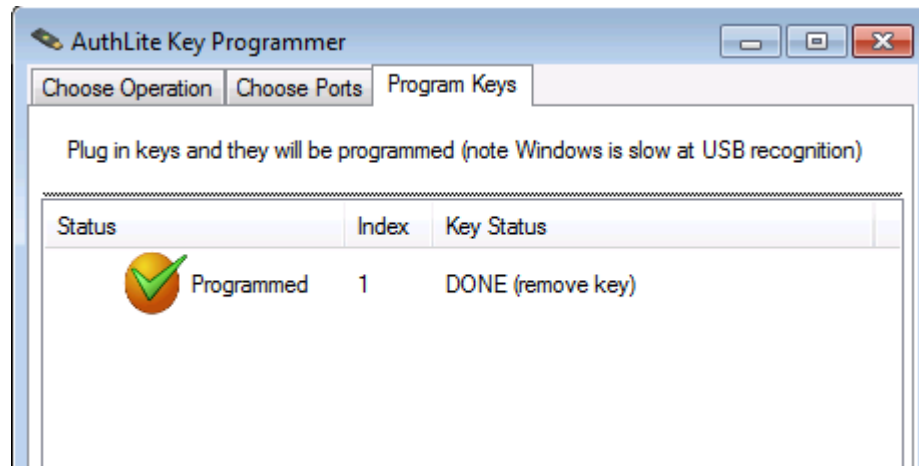 AuthLite Key Programmer
Choose Operation Choose Ports Program Keys
Plug in keys and they will be programmed (note Windows is slow at USB recognition)
Status Index Key Status
Programmed 1 DONE (remove key)